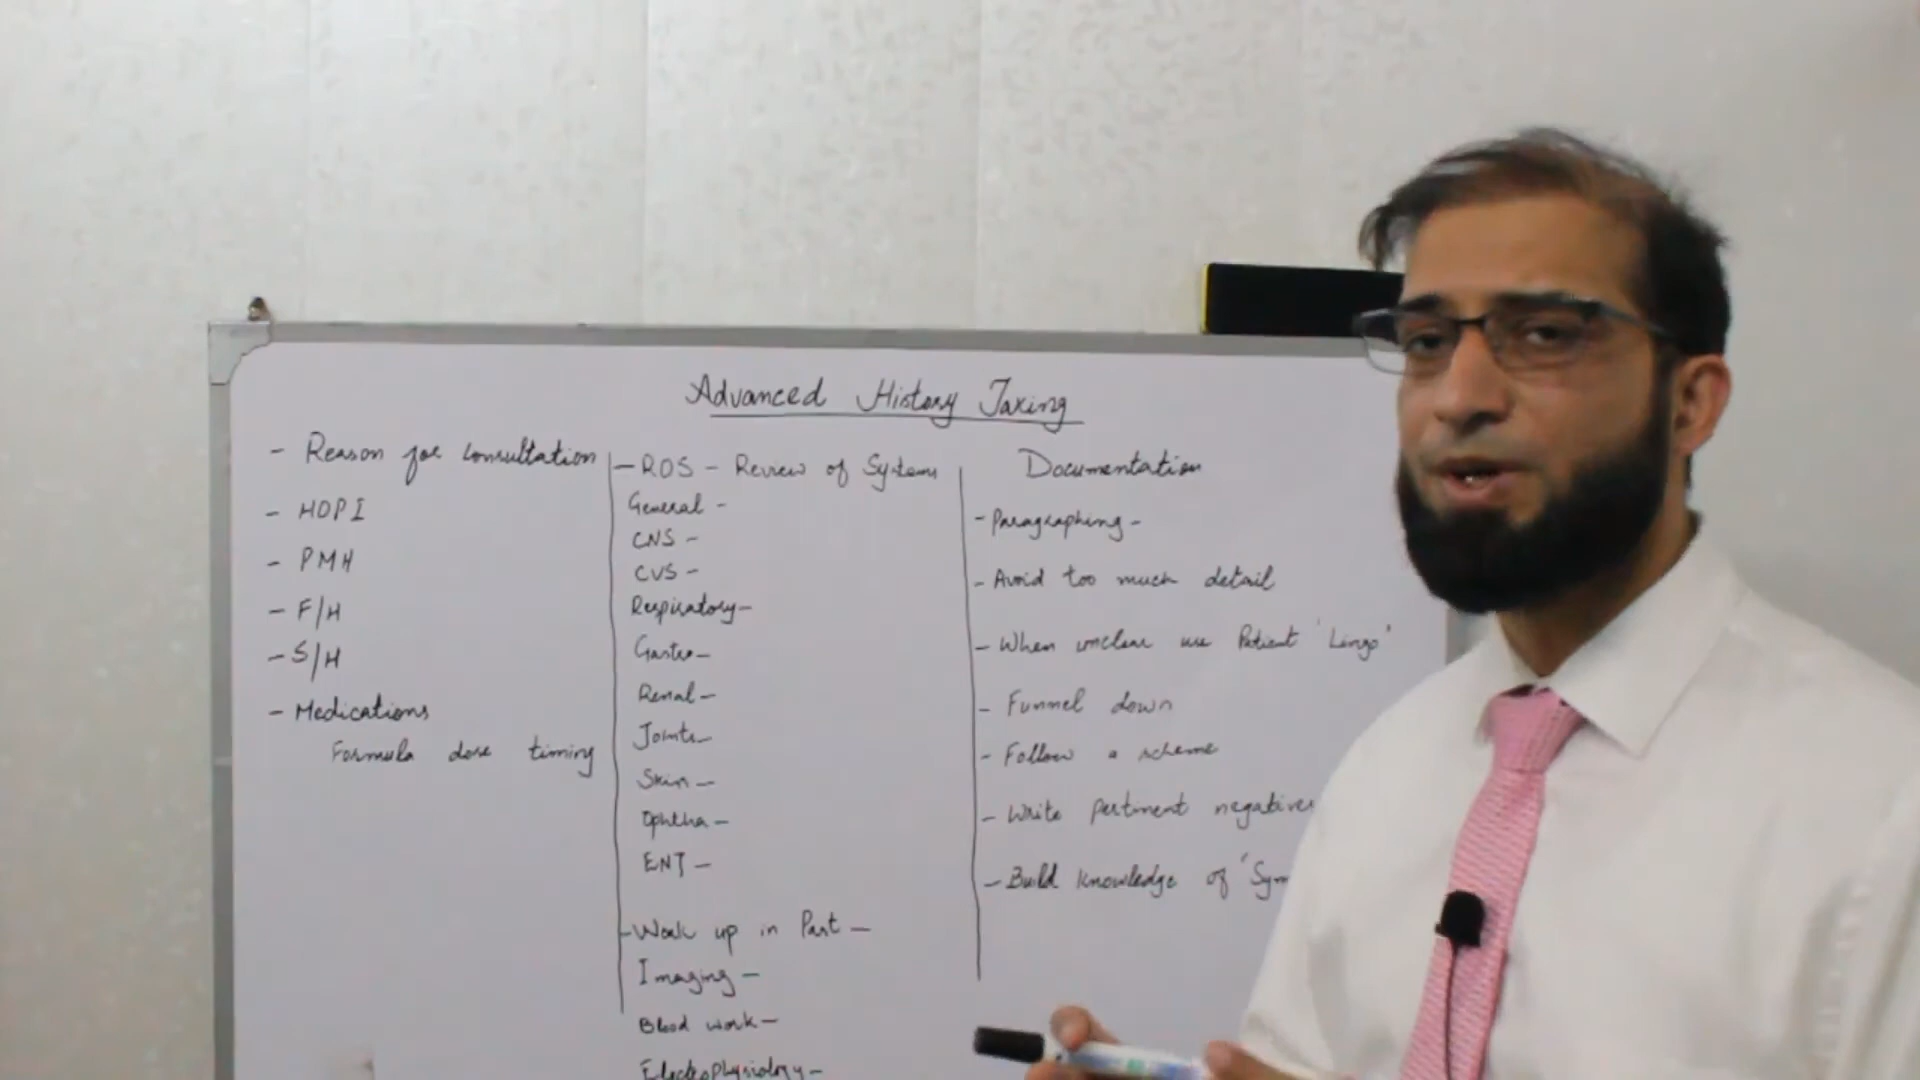 Advanced History Taking
- Reason for consultation
- HOPI
- PMH
- F/H
- S/H
- Medications
Formula dose timing
- ROS - Review of Systems
General -
CNS -
CVS -
Respiratory -
Gastro -
Renal -
Joints -
Skin -
Ophtha -
ENT -
- Work up in Past -
Imaging -
Blood work -
Electrophysiology -
Documentation
- Paragraphing -
- Avoid too much detail
- When unclear use Patient 'Lingo'
- Funnel down
- Follow a scheme
- Write pertinent negatives
- Build knowledge of 'Sym